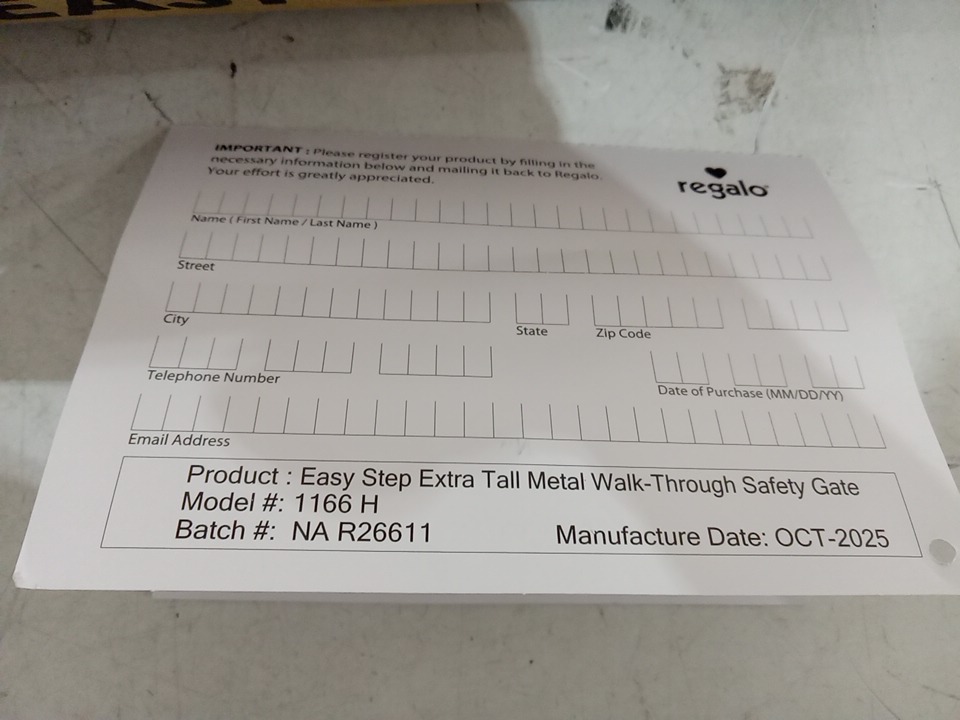 IMPORTANT : Please register your product by filling in the
necessary information below and mailing it back to Regalo.
Your effort is greatly appreciated.
regalo
Name ( First Name / Last Name )
Street
City
State
Zip Code
Telephone Number
Date of Purchase (MM/DD/YY)
Email Address
Product : Easy Step Extra Tall Metal Walk-Through Safety Gate
Model #: 1166 H
Batch #: NA R26611
Manufacture Date: OCT-2025